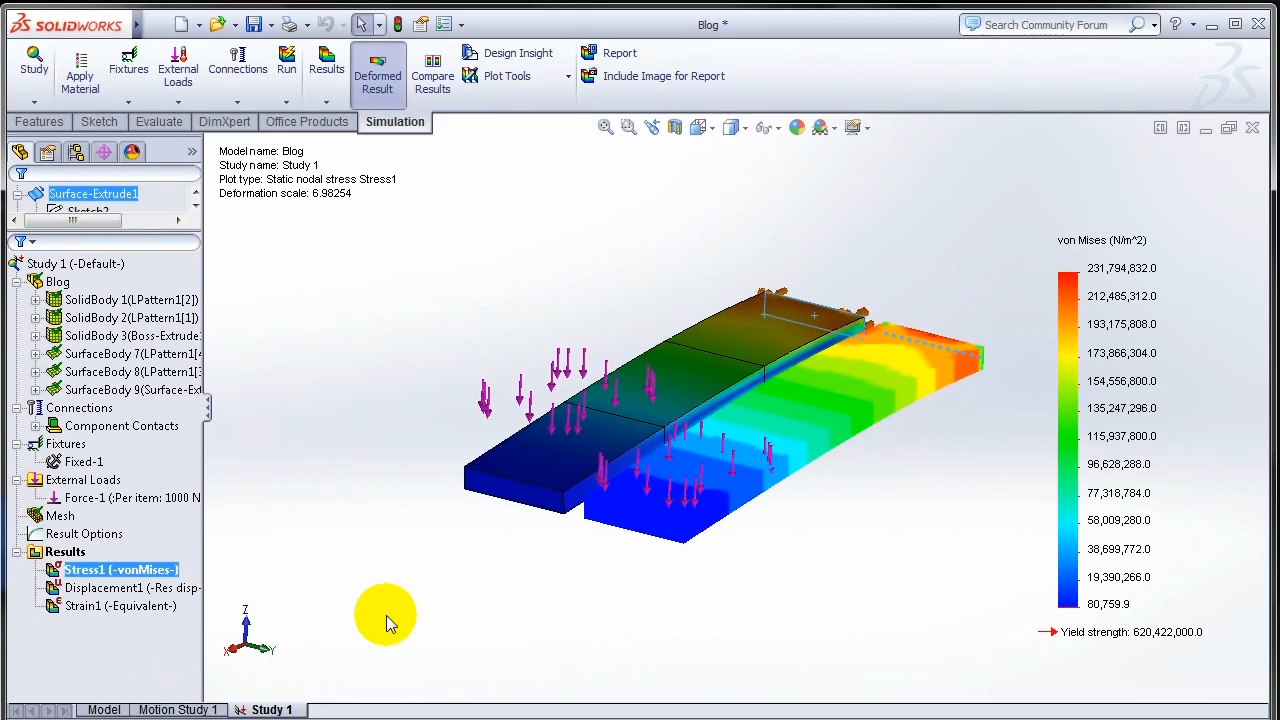 SOLIDWORKS
Blog *
Search Community Forum
Study
Apply Material
Fixtures
External Loads
Connections
Run
Results
Deformed Result
Compare Results
Design Insight
Plot Tools
Report
Include Image for Report
Features
Sketch
Evaluate
DimXpert
Office Products
Simulation
Surface-Extrude1
Study 1 (-Default-)
Blog
SolidBody 1(LPattern1[2])
SolidBody 2(LPattern1[1])
SolidBody 3(Boss-Extrude
SurfaceBody 7(LPattern1[
SurfaceBody 8(LPattern1[
SurfaceBody 9(Surface-Ex
Connections
Component Contacts
Fixtures
Fixed-1
External Loads
Force-1 (:Per item: 1000 N
Mesh
Result Options
Results
Stress1 (-vonMises-)
Displacement1 (-Res disp-
Strain1 (-Equivalent-)
Model name: Blog
Study name: Study 1
Plot type: Static nodal stress Stress1
Deformation scale: 6.98254
von Mises (N/m^2)
231,794,832.0
212,485,312.0
193,175,808.0
173,866,304.0
154,556,800.0
135,247,296.0
115,937,800.0
96,628,288.0
77,318,784.0
58,009,280.0
38,699,772.0
19,390,266.0
80,759.9
Yield strength: 620,422,000.0
Z
X
Y
Model
Motion Study 1
Study 1